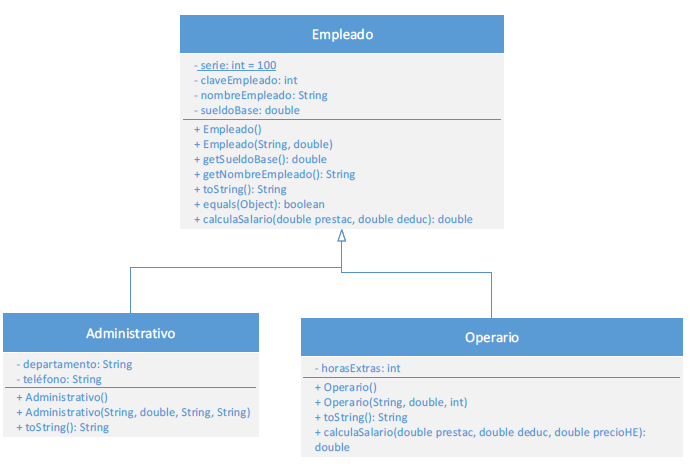 Empleado
- serie: int = 100
- claveEmpleado: int
- nombreEmpleado: String
- sueldoBase: double
+ Empleado()
+ Empleado(String, double)
+ getSueldoBase(): double
+ getNombreEmpleado(): String
+ toString(): String
+ equals(Object): boolean
+ calculaSalario(double prestac, double deduc): double
Administrativo
- departamento: String
- teléfono: String
+ Administrativo()
+ Administrativo(String, double, String, String)
+ toString(): String
Operario
- horasExtras: int
+ Operario()
+ Operario(String, double, int)
+ toString(): String
+ calculaSalario(double prestac, double deduc, double precioHE):
double